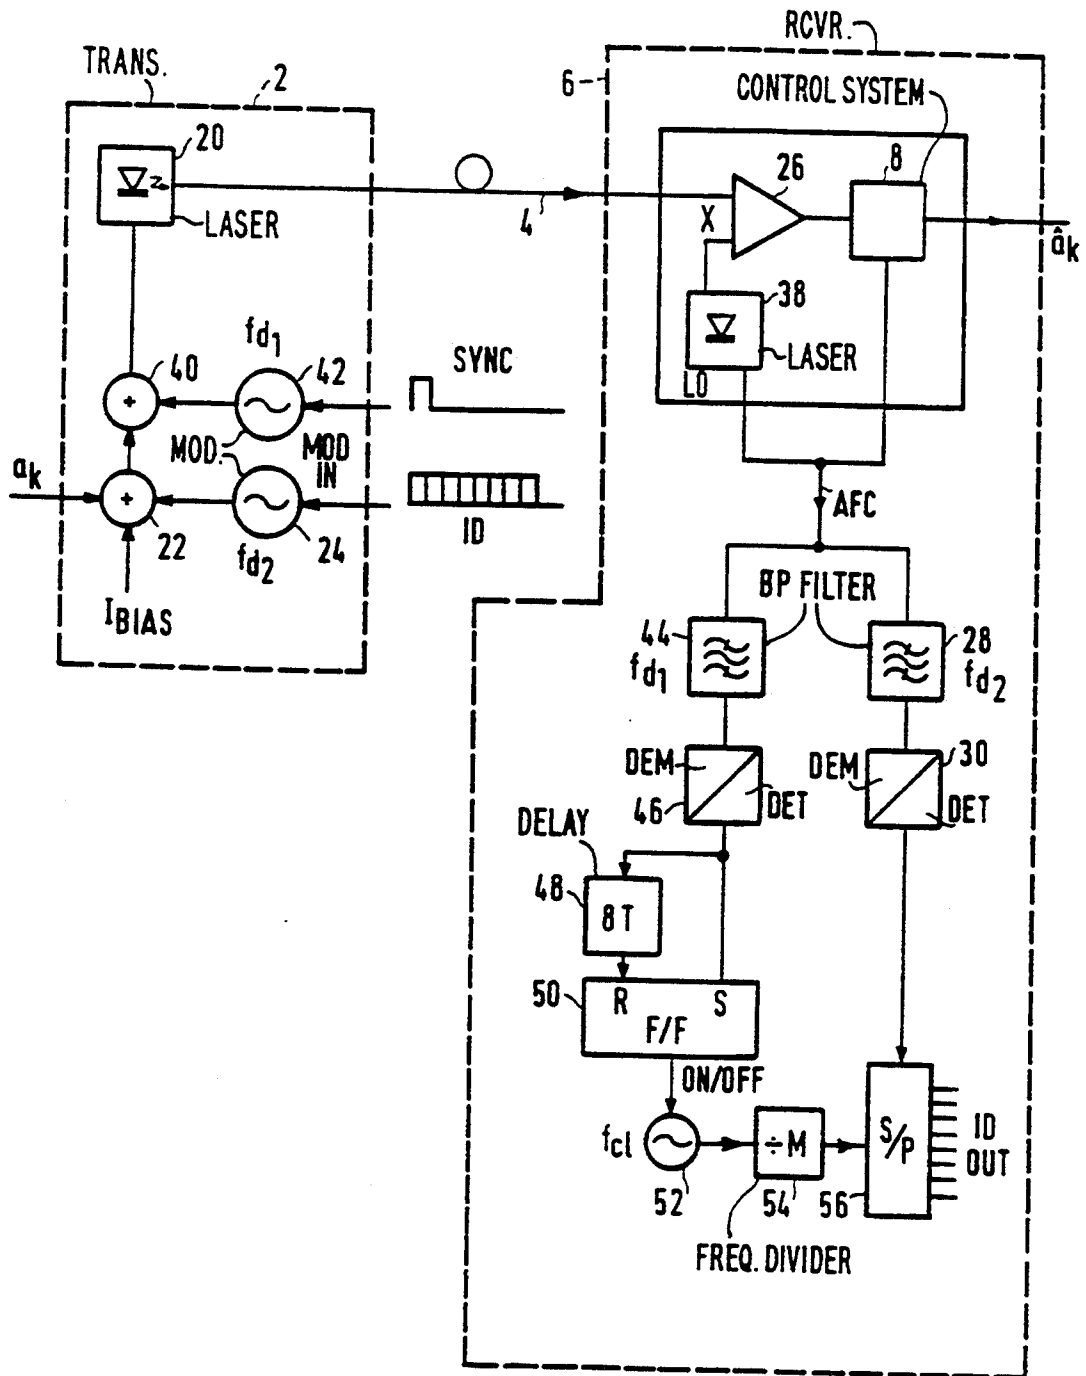 RCVR.
TRANS.
2
6
CONTROL SYSTEM
20
LASER
26
8
4
X
âk
38
LASER
LO
fd1
40
42
SYNC
MOD.
MOD
IN
ak
22
fd2
24
ID
IBIAS
AFC
BP FILTER
44
fd1
28
fd2
DEM
46
DET
DEM
30
DET
DELAY
48
8T
50
R
S
F/F
ON/OFF
fcl
52
÷M
54
S/P
56
ID
OUT
FREQ. DIVIDER